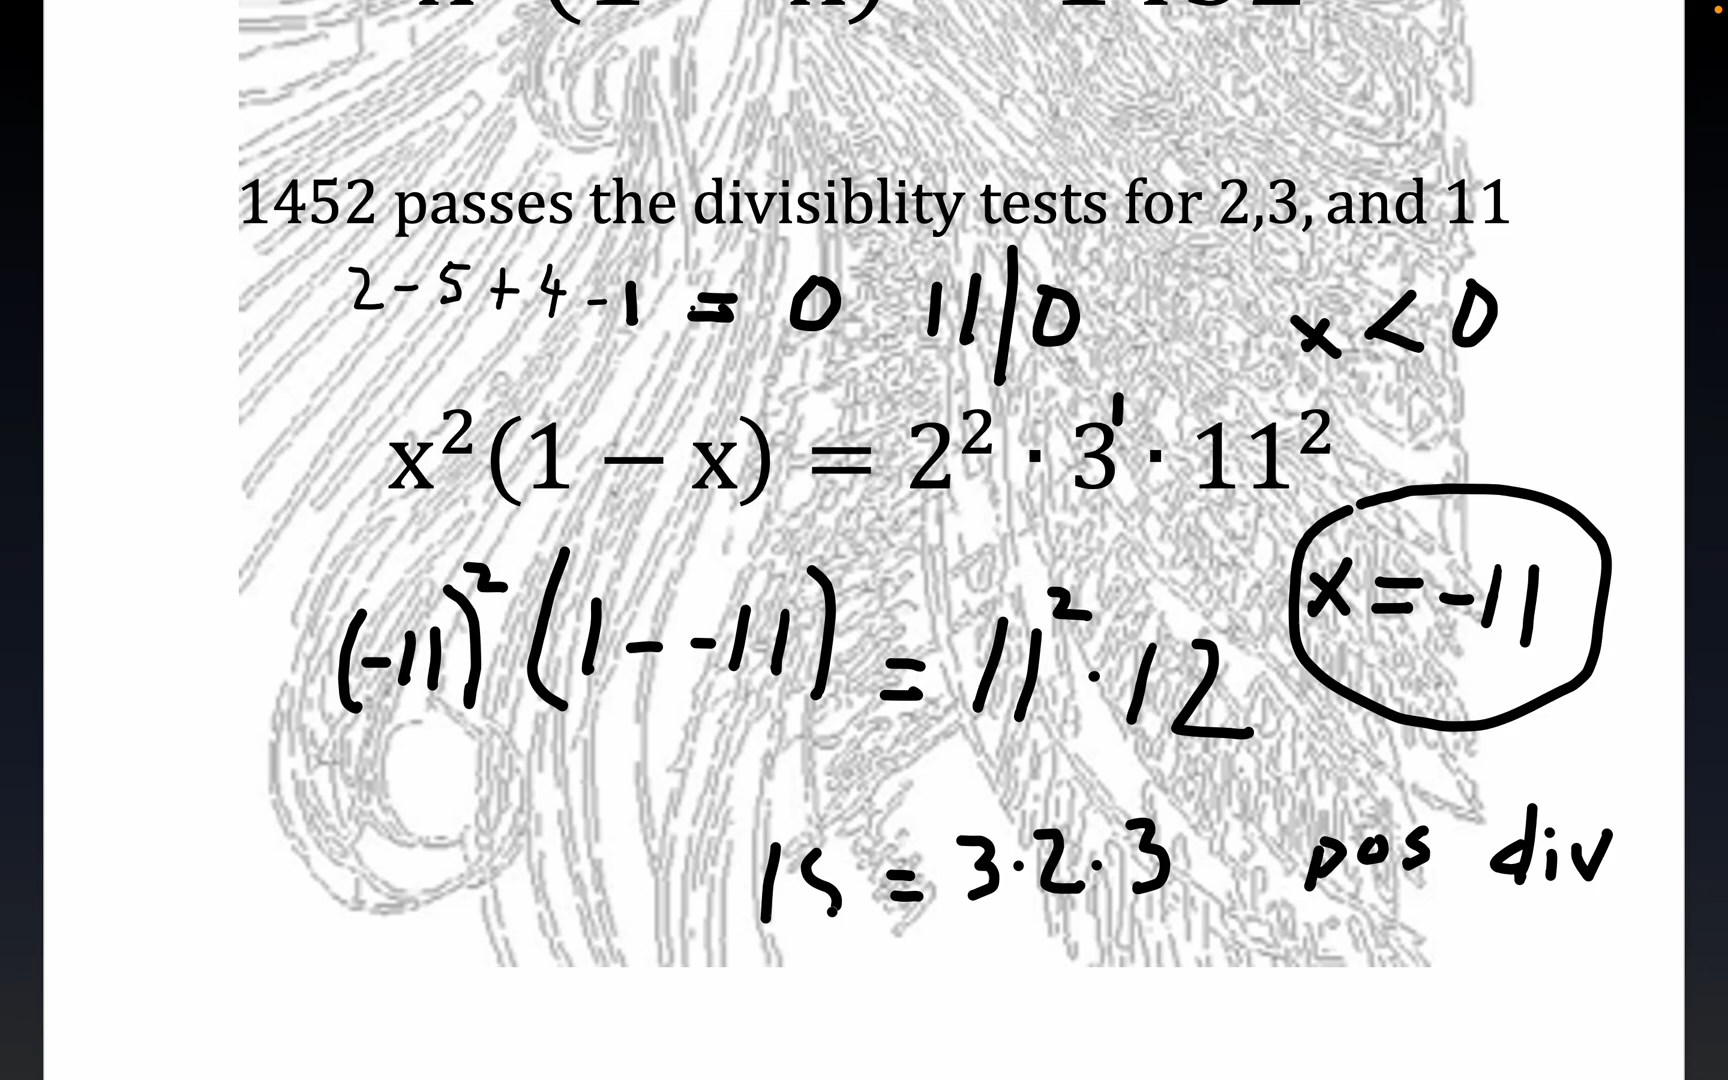 1452 passes the divisiblity tests for 2,3, and 11
2 - 5 + 4 - 1 = 0 11|0 x < 0
x²(1 − x) = 2² · 3¹ · 11²
(-11)² (1 - -11) = 11² · 12 x = -11
15 = 3·2·3 pos div